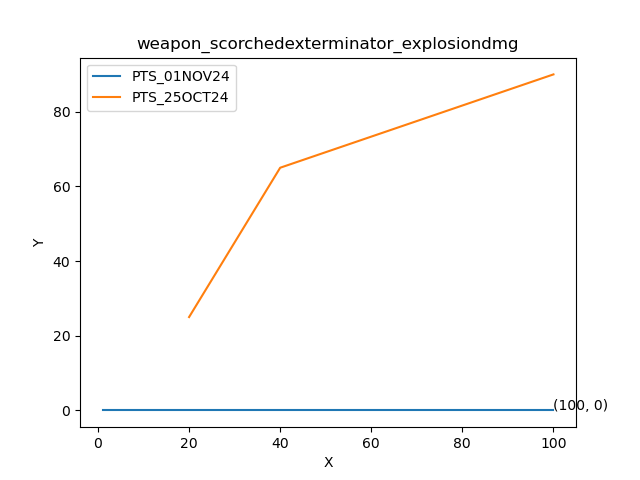 weapon_scorchedexterminator_explosiondmg
PTS_01NOV24
PTS_25OCT24
80
60
40
20
0
Y
(100, 0)
0 20 40 60 80 100
X